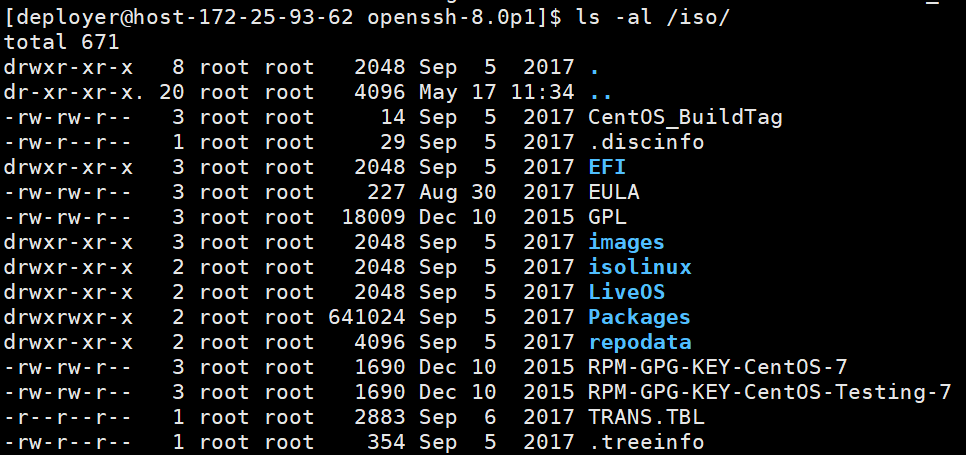 [deployer@host-172-25-93-62 openssh-8.0p1]$ ls -al /iso/
total 671
drwxr-xr-x   8 root root   2048 Sep  5  2017 .
dr-xr-xr-x. 20 root root   4096 May 17 11:34 ..
-rw-rw-r--   3 root root     14 Sep  5  2017 CentOS_BuildTag
-rw-r--r--   1 root root     29 Sep  5  2017 .discinfo
drwxr-xr-x   3 root root   2048 Sep  5  2017 EFI
-rw-rw-r--   3 root root    227 Aug 30  2017 EULA
-rw-rw-r--   3 root root  18009 Dec 10  2015 GPL
drwxr-xr-x   3 root root   2048 Sep  5  2017 images
drwxr-xr-x   2 root root   2048 Sep  5  2017 isolinux
drwxr-xr-x   2 root root   2048 Sep  5  2017 LiveOS
drwxrwxr-x   2 root root 641024 Sep  5  2017 Packages
drwxr-xr-x   2 root root   4096 Sep  5  2017 repodata
-rw-rw-r--   3 root root   1690 Dec 10  2015 RPM-GPG-KEY-CentOS-7
-rw-rw-r--   3 root root   1690 Dec 10  2015 RPM-GPG-KEY-CentOS-Testing-7
-r--r--r--   1 root root   2883 Sep  6  2017 TRANS.TBL
-rw-r--r--   1 root root    354 Sep  5  2017 .treeinfo